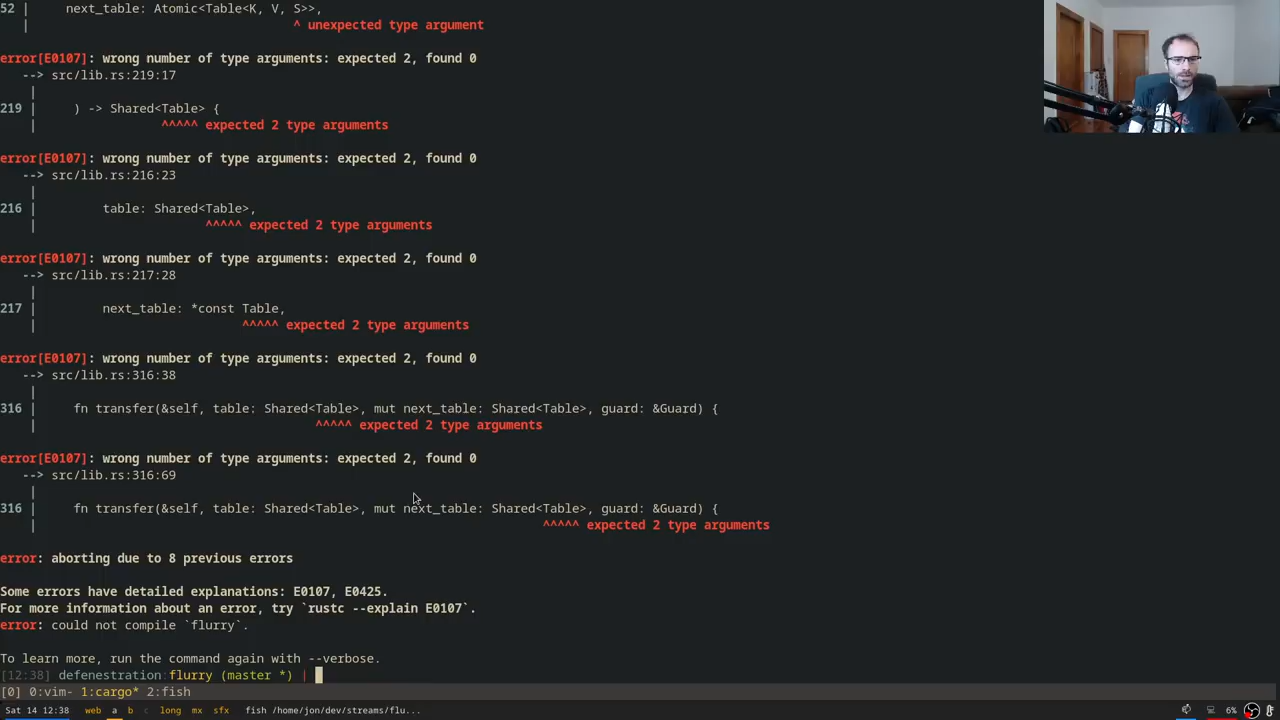 52 |     next_table: Atomic<Table<K, V, S>>,
   |                                    ^ unexpected type argument
error[E0107]: wrong number of type arguments: expected 2, found 0
   --> src/lib.rs:219:17
    |
219 |     ) -> Shared<Table> {
    |                 ^^^^^ expected 2 type arguments
error[E0107]: wrong number of type arguments: expected 2, found 0
   --> src/lib.rs:216:23
    |
216 |         table: Shared<Table>,
    |                       ^^^^^ expected 2 type arguments
error[E0107]: wrong number of type arguments: expected 2, found 0
   --> src/lib.rs:217:28
    |
217 |         next_table: *const Table,
    |                            ^^^^^ expected 2 type arguments
error[E0107]: wrong number of type arguments: expected 2, found 0
   --> src/lib.rs:316:38
    |
316 |     fn transfer(&self, table: Shared<Table>, mut next_table: Shared<Table>, guard: &Guard) {
    |                                      ^^^^^ expected 2 type arguments
error[E0107]: wrong number of type arguments: expected 2, found 0
   --> src/lib.rs:316:69
    |
316 |     fn transfer(&self, table: Shared<Table>, mut next_table: Shared<Table>, guard: &Guard) {
    |                                                                     ^^^^^ expected 2 type arguments
error: aborting due to 8 previous errors
Some errors have detailed explanations: E0107, E0425.
For more information about an error, try `rustc --explain E0107`.
error: could not compile `flurry`.
To learn more, run the command again with --verbose.
[12:38] defenestration:flurry (master *) |
[0] 0:vim- 1:cargo* 2:fish
Sat 14 12:38 web a b c long mx sfx fish /home/jon/dev/streams/flu... 6%